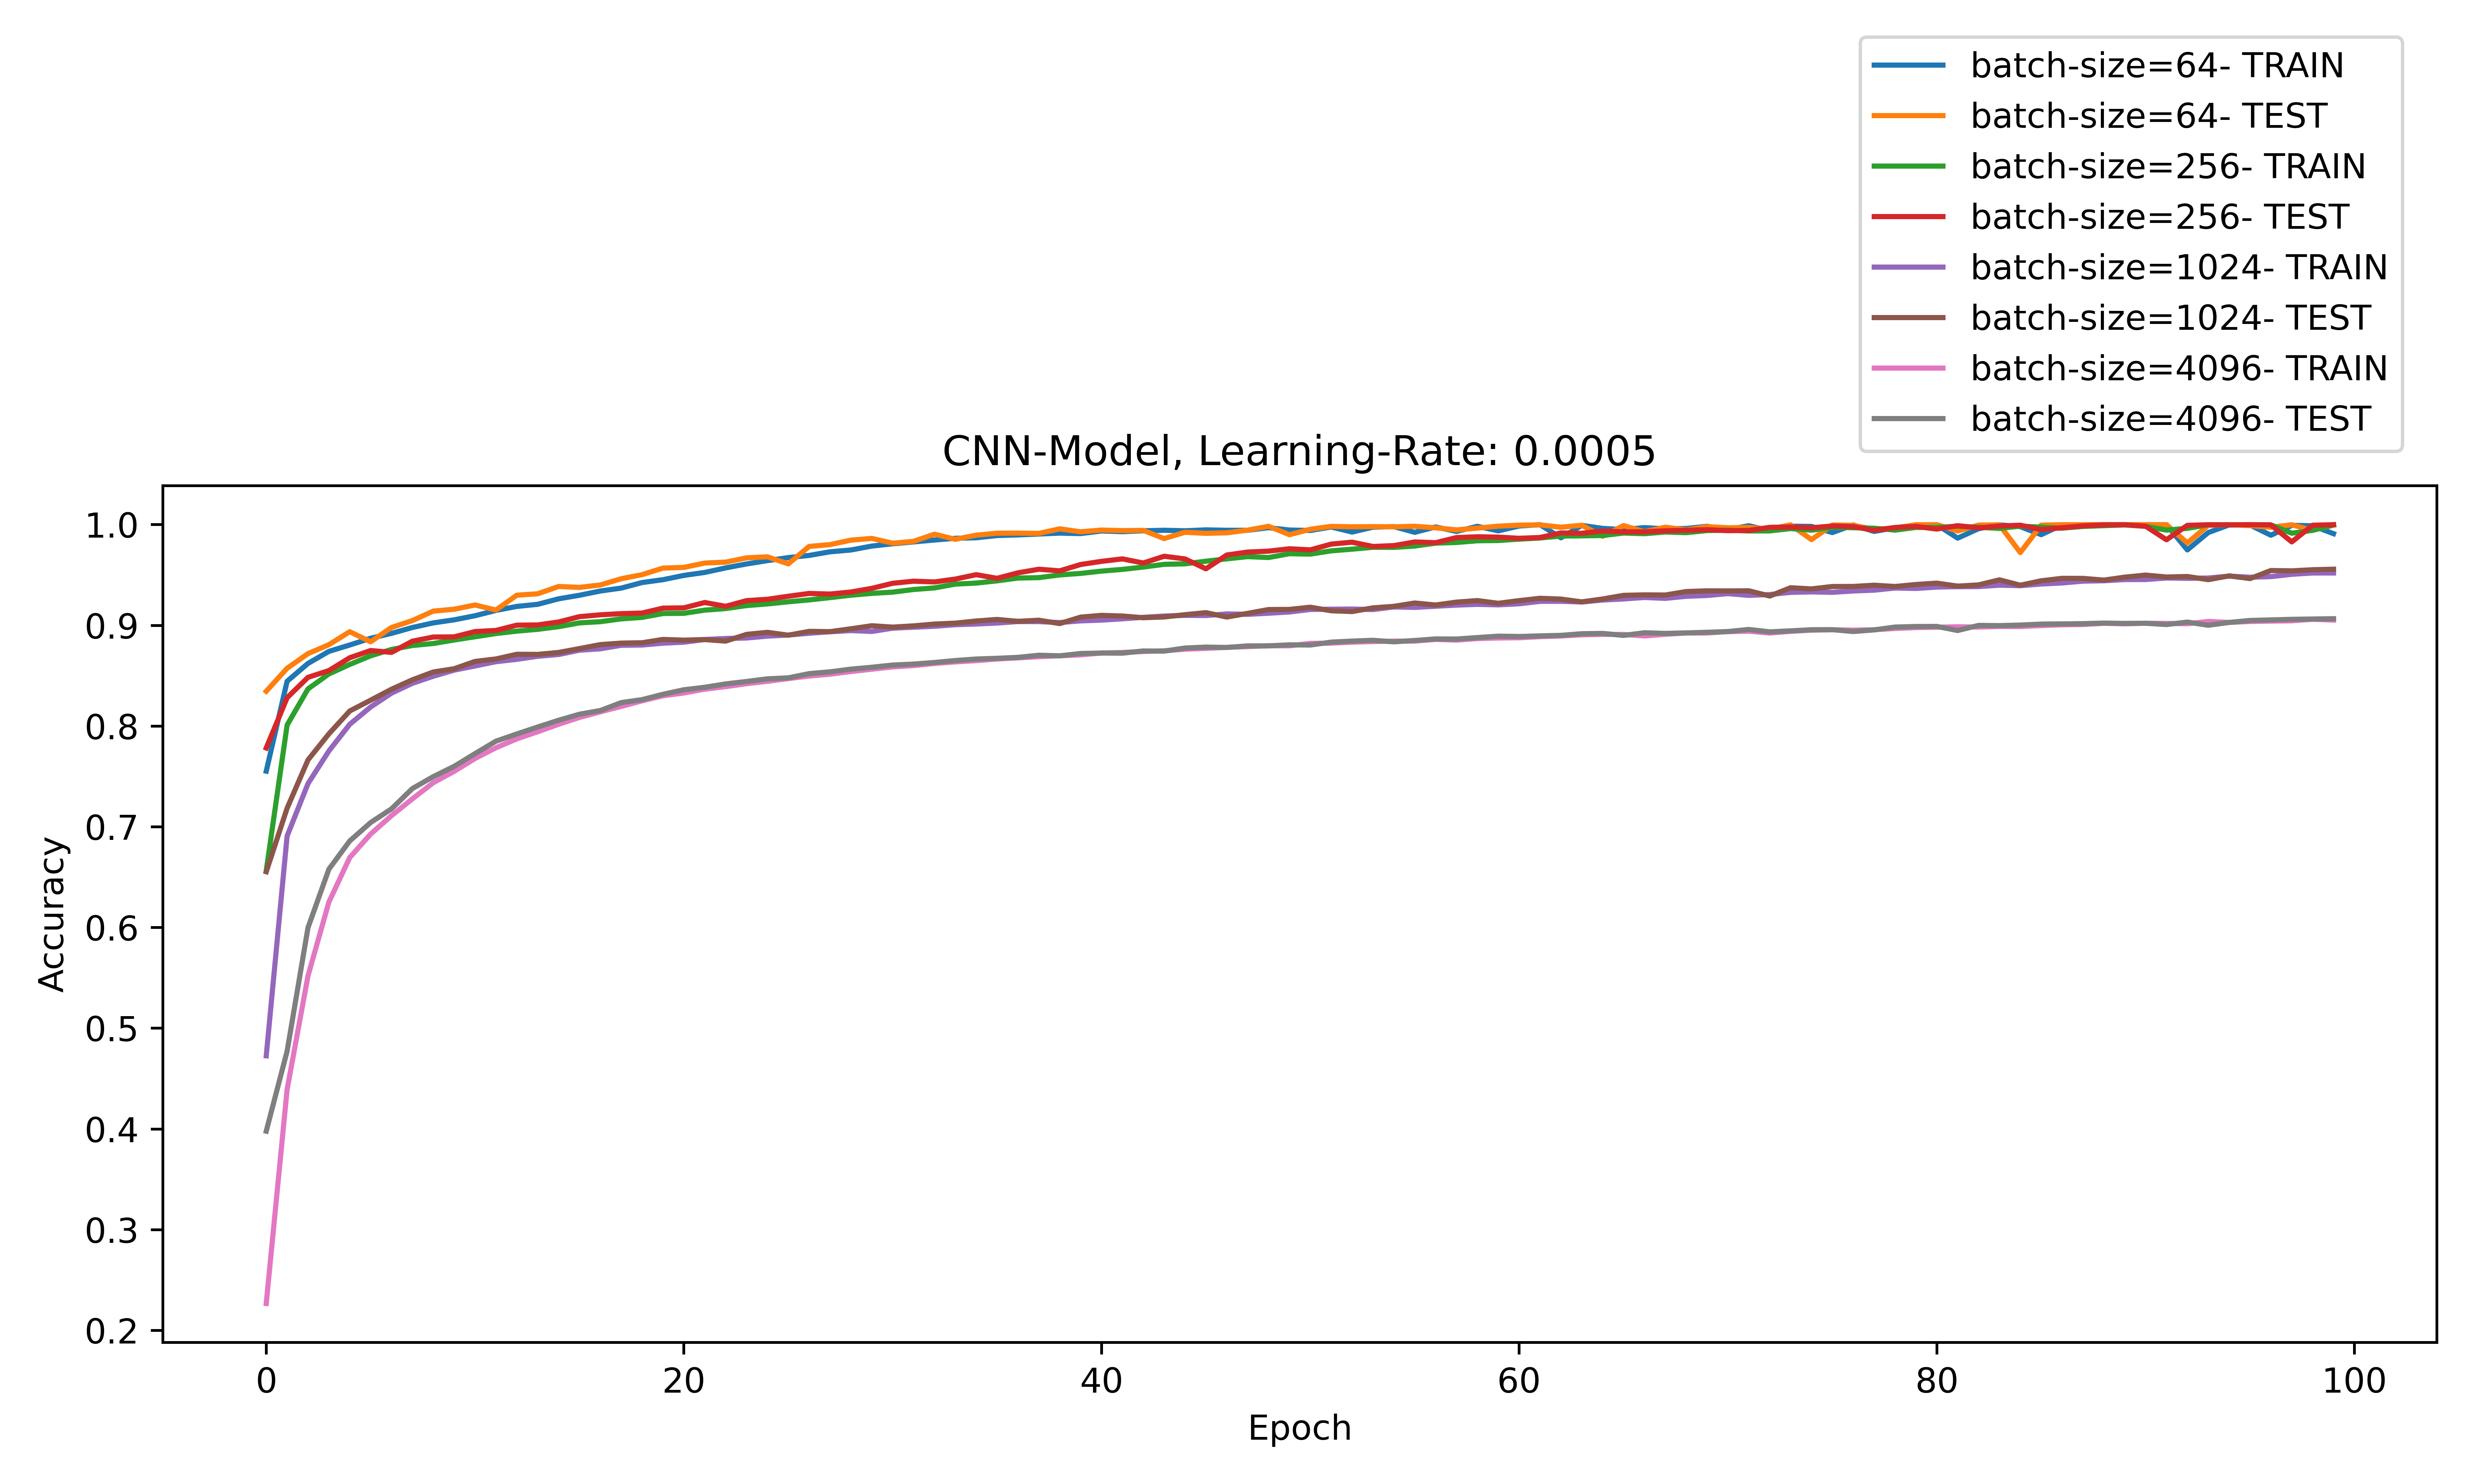 batch-size=64- TRAIN
batch-size=64- TEST
batch-size=256- TRAIN
batch-size=256- TEST
batch-size=1024- TRAIN
batch-size=1024- TEST
batch-size=4096- TRAIN
batch-size=4096- TEST
CNN-Model, Learning-Rate: 0.0005
1.0
0.9
0.8
0.7
0.6
0.5
0.4
0.3
0.2
Accuracy
0 20 40 60 80 100
Epoch